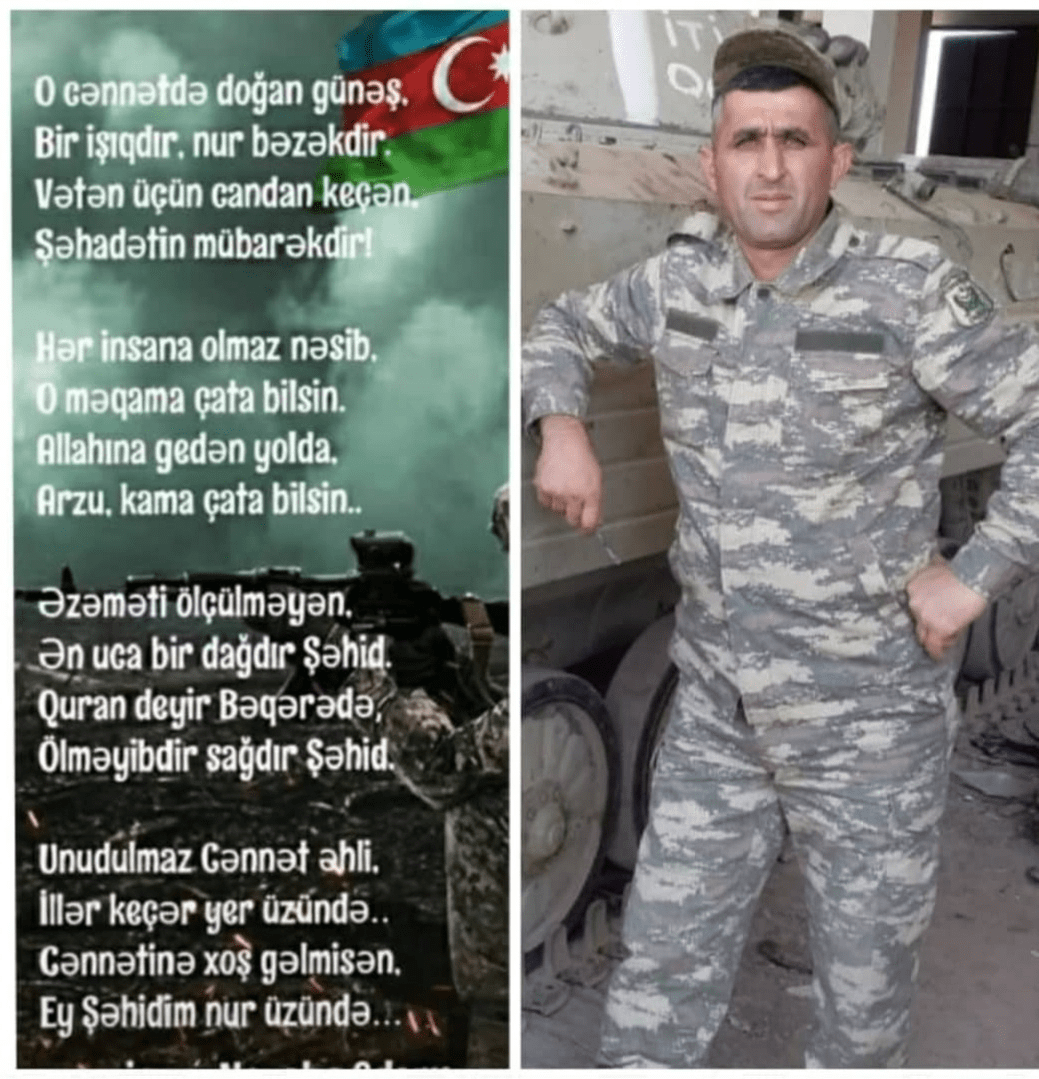 O cənnətdə doğan günəş,
Bir işıqdır, nur bəzəkdir.
Vətən üçün candan keçən,
Şəhadətin mübarəkdir!
Hər insana olmaz nəsib,
O məqama çata bilsin.
Allahına gedən yolda,
Arzu, kama çata bilsin..
Əzəməti ölçülməyən,
Ən uca bir dağdır Şəhid.
Quran deyir Bəqərədə,
Ölməyibdir sağdır Şəhid.
Unudulmaz Cənnət əhli,
İllər keçər yer üzündə..
Cənnətinə xoş gəlmisən,
Ey Şəhidim nur üzündə...